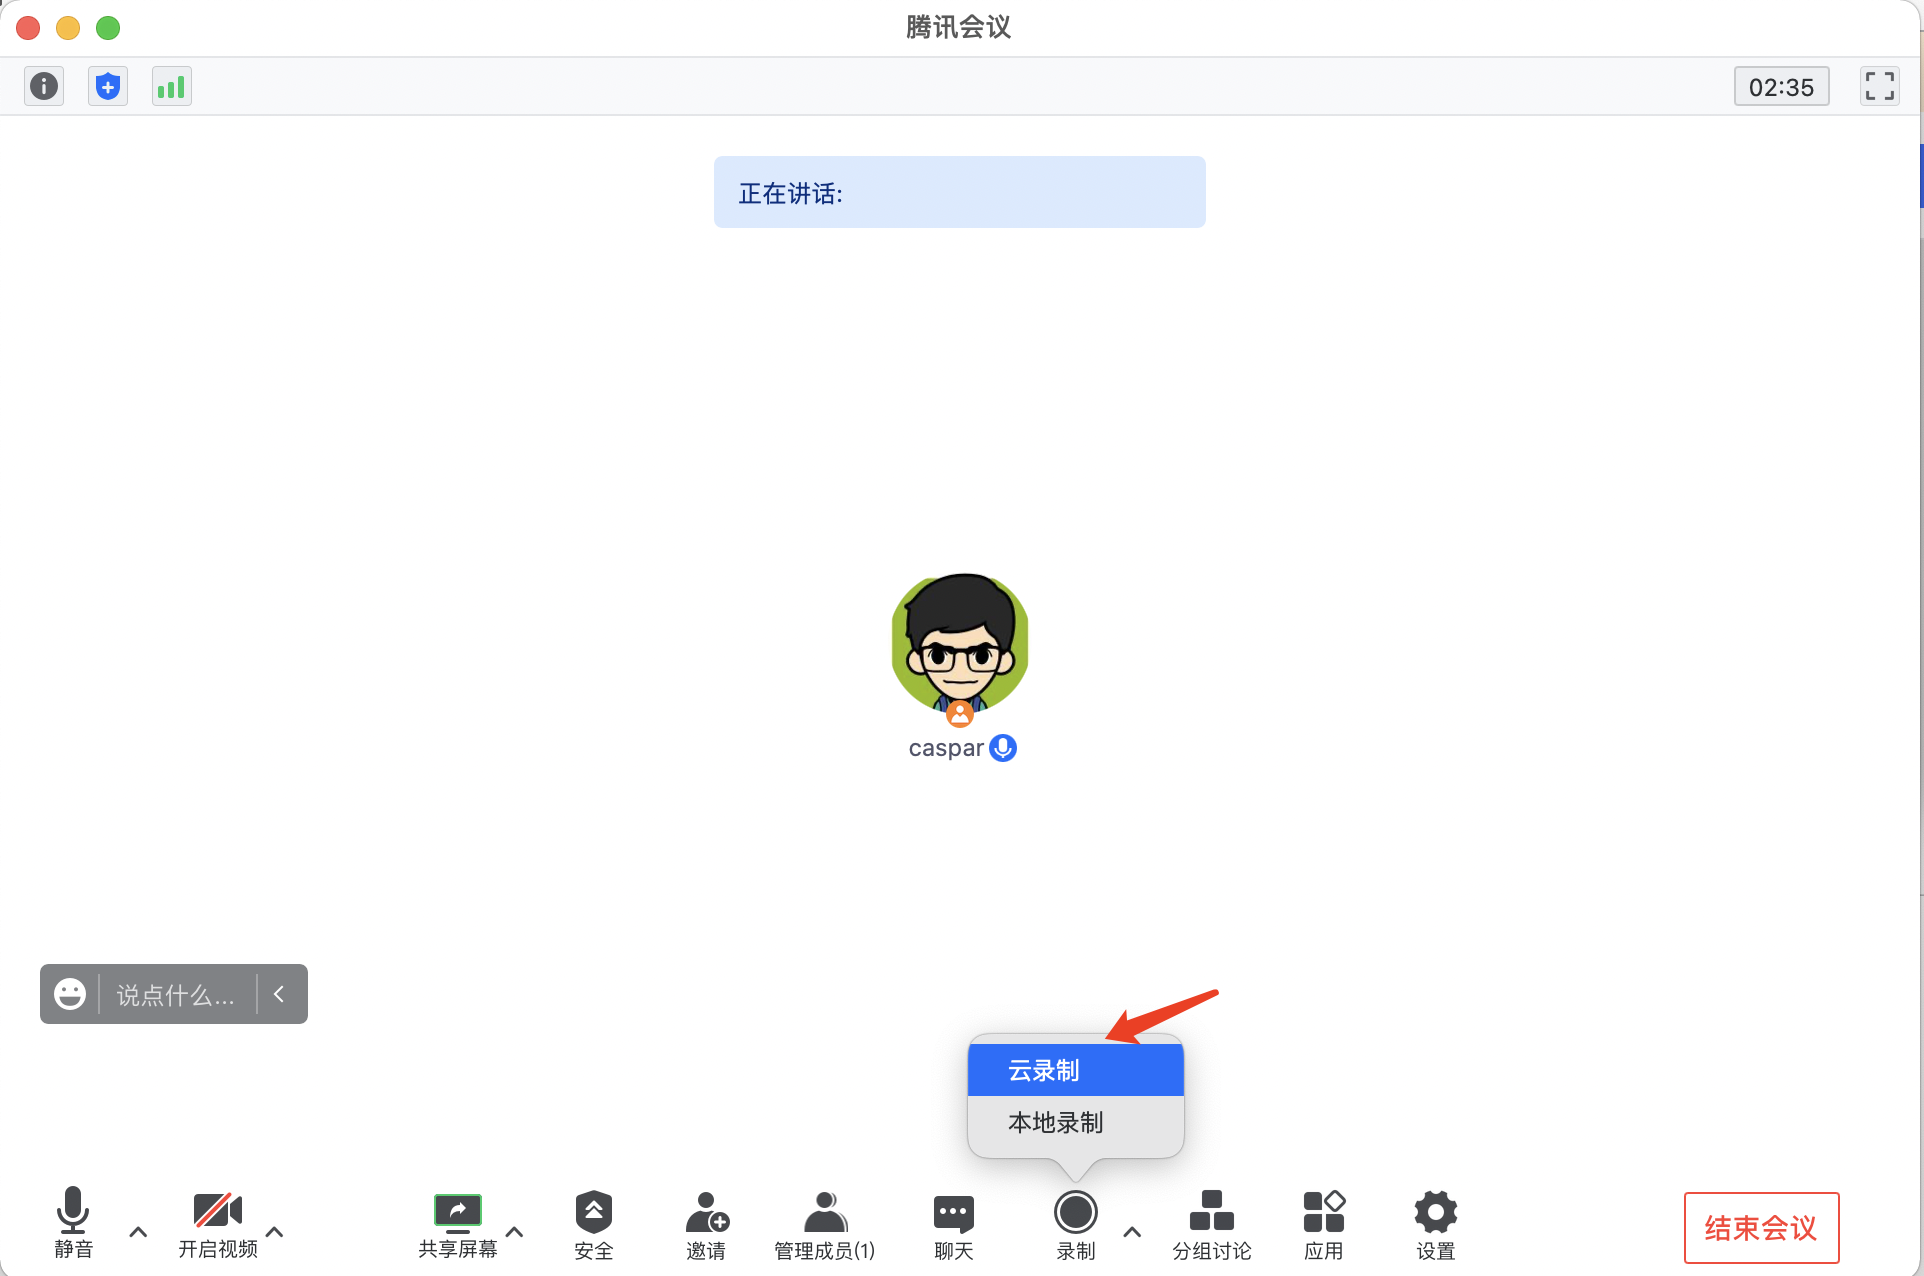 腾讯会议
02:35
正在讲话:
caspar
说点什么...
云录制
本地录制
静音
开启视频
共享屏幕
安全
邀请
管理成员(1)
聊天
录制
分组讨论
应用
设置
结束会议